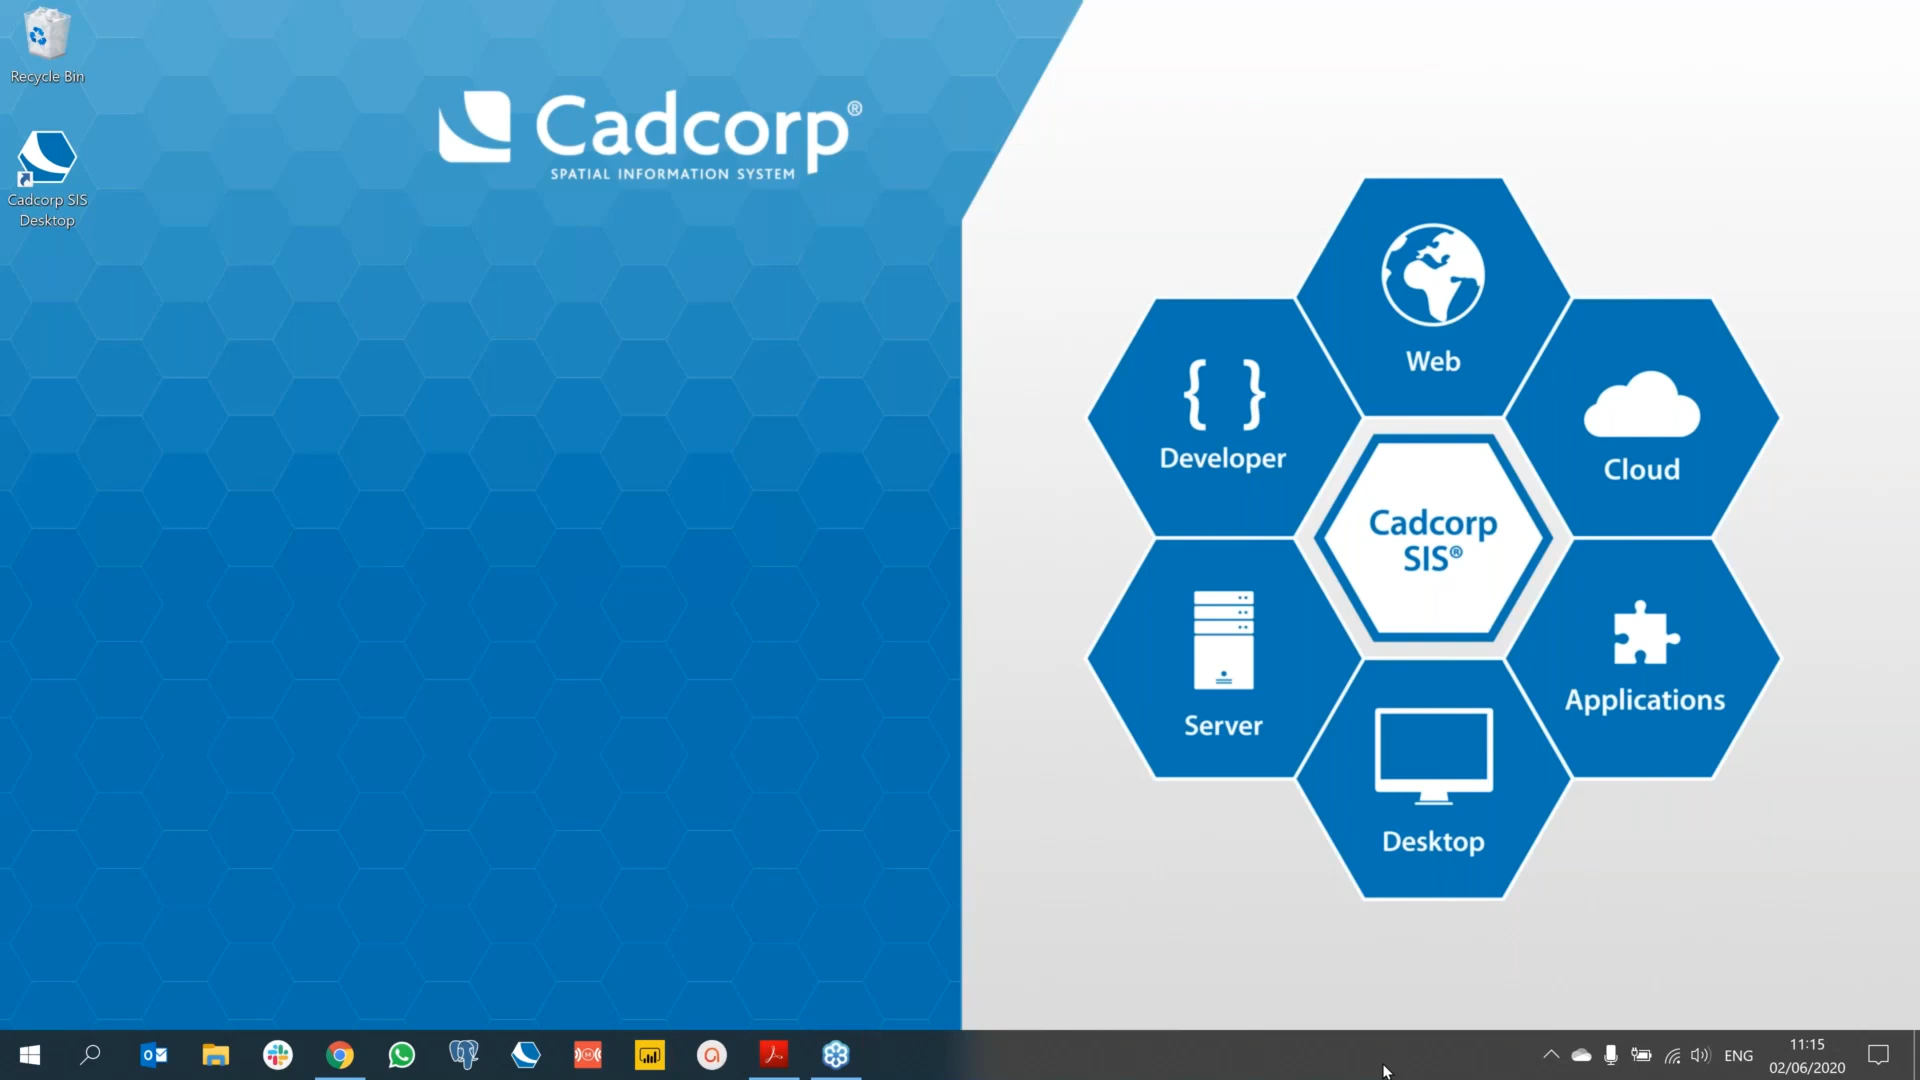 Recycle Bin
Cadcorp SIS
Desktop
Cadcorp®
SPATIAL INFORMATION SYSTEM
Web
{ }
Developer
Cloud
Cadcorp
SIS®
Server
Applications
Desktop
ENG
11:15
02/06/2020